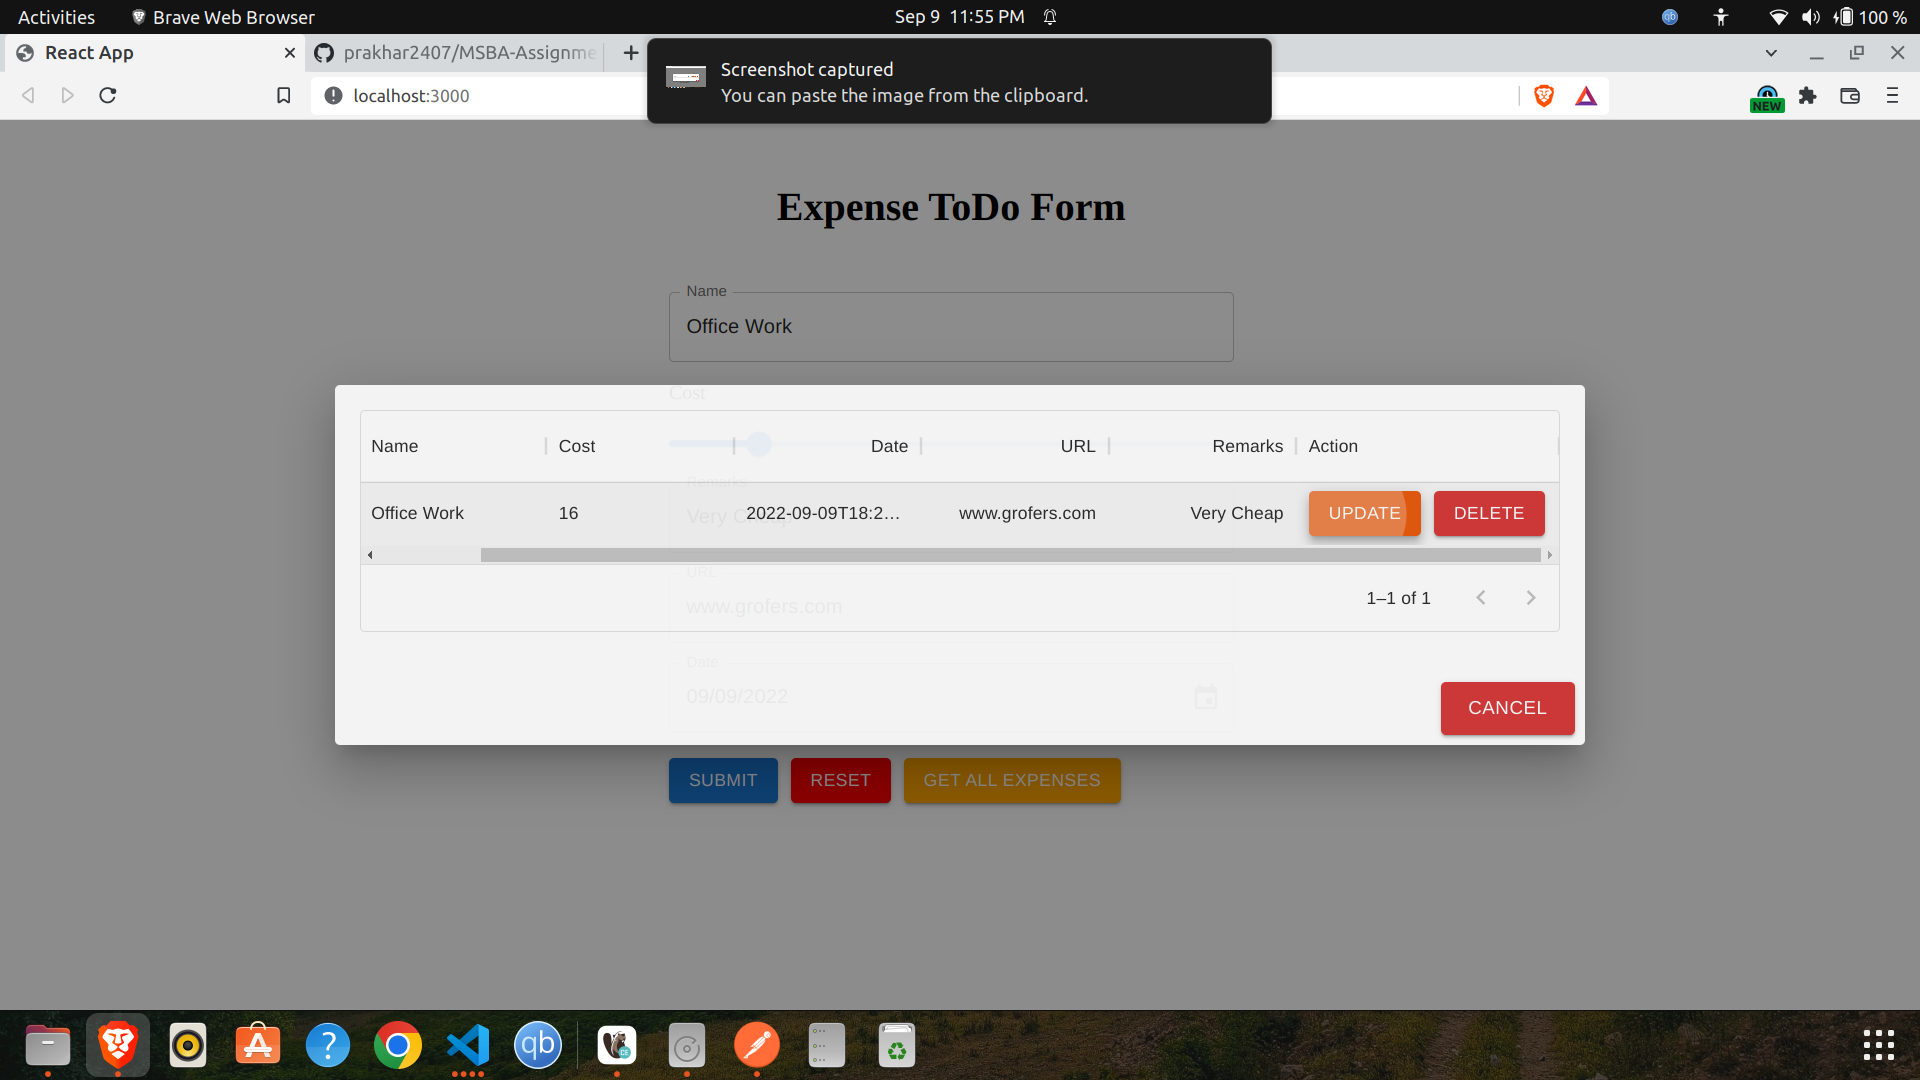 Activities Brave Web Browser Sep 9 11:55 PM 100 %
React App prakhar2407/MSBA-Assignme
localhost:3000 NEW
Screenshot captured
You can paste the image from the clipboard.
Expense ToDo Form
Name
Office Work
Cost
Name Cost Date URL Remarks Action
Remarks
Office Work 16 2022-09-09T18:2… www.grofers.com Very Cheap UPDATE DELETE
Very Cheap
URL
1–1 of 1
www.grofers.com
Date
09/09/2022
CANCEL
SUBMIT RESET GET ALL EXPENSES
? qb CE